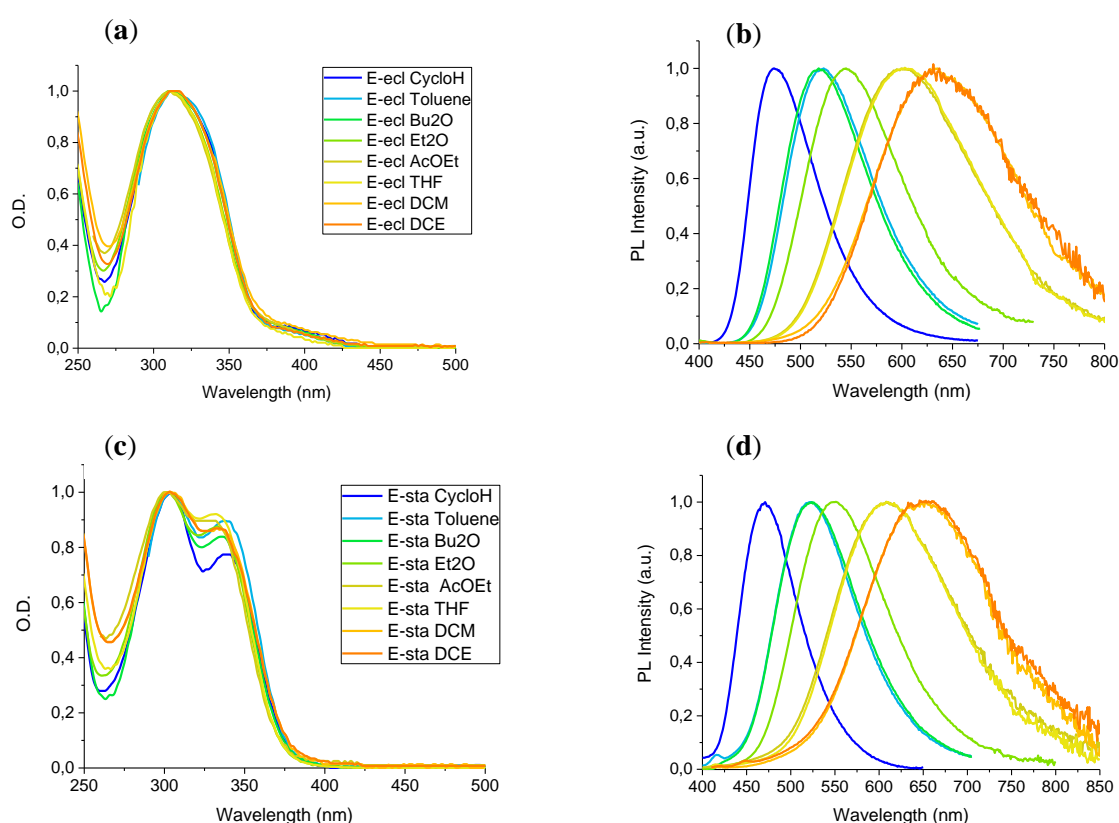 (a)
1,0
0,8
0,6
0,4
0,2
0,0
O.D.
250 300 350 400 450 500
Wavelength (nm)
E-ecl CycloH
E-ecl Toluene
E-ecl Bu2O
E-ecl Et2O
E-ecl AcOEt
E-ecl THF
E-ecl DCM
E-ecl DCE
(b)
1,0
0,8
0,6
0,4
0,2
0,0
PL Intensity (a.u.)
400 450 500 550 600 650 700 750 800
Wavelength (nm)
(c)
1,0
0,8
0,6
0,4
0,2
0,0
O.D.
250 300 350 400 450 500
Wavelength (nm)
E-sta CycloH
E-sta Toluene
E-sta Bu2O
E-sta Et2O
E-sta AcOEt
E-sta THF
E-sta DCM
E-sta DCE
(d)
1,0
0,8
0,6
0,4
0,2
0,0
PL Intensity (a.u.)
400 450 500 550 600 650 700 750 800 850
Wavelength (nm)